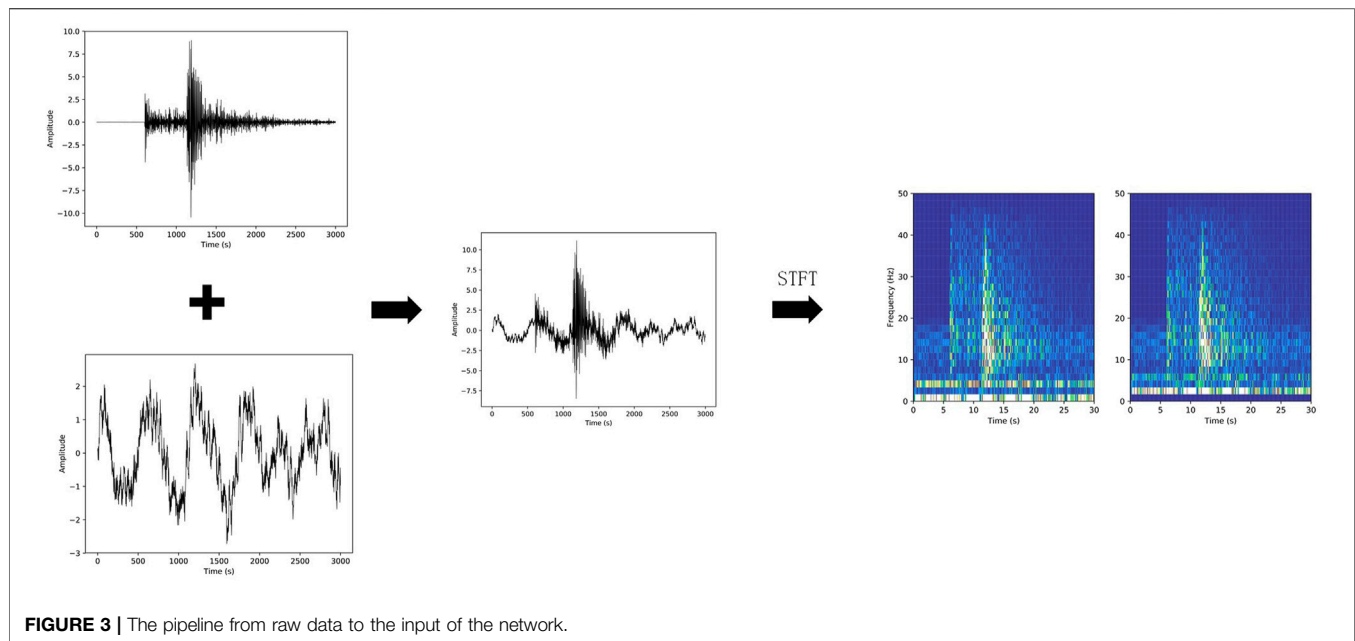 10.0
7.5
5.0
2.5
0.0
−2.5
−5.0
−7.5
−10.0
Amplitude
0 500 1000 1500 2000 2500 3000
Time (s)
2
1
0
−1
−2
−3
Amplitude
0 500 1000 1500 2000 2500 3000
Time (s)
10.0
7.5
5.0
2.5
0.0
−2.5
−5.0
−7.5
Amplitude
0 500 1000 1500 2000 2500 3000
Time (s)
STFT
50
40
30
20
10
0
Frequency (Hz)
0 5 10 15 20 25 30
Time (s)
50
40
30
20
10
0
0 5 10 15 20 25 30
Time (s)
FIGURE 3 | The pipeline from raw data to the input of the network.